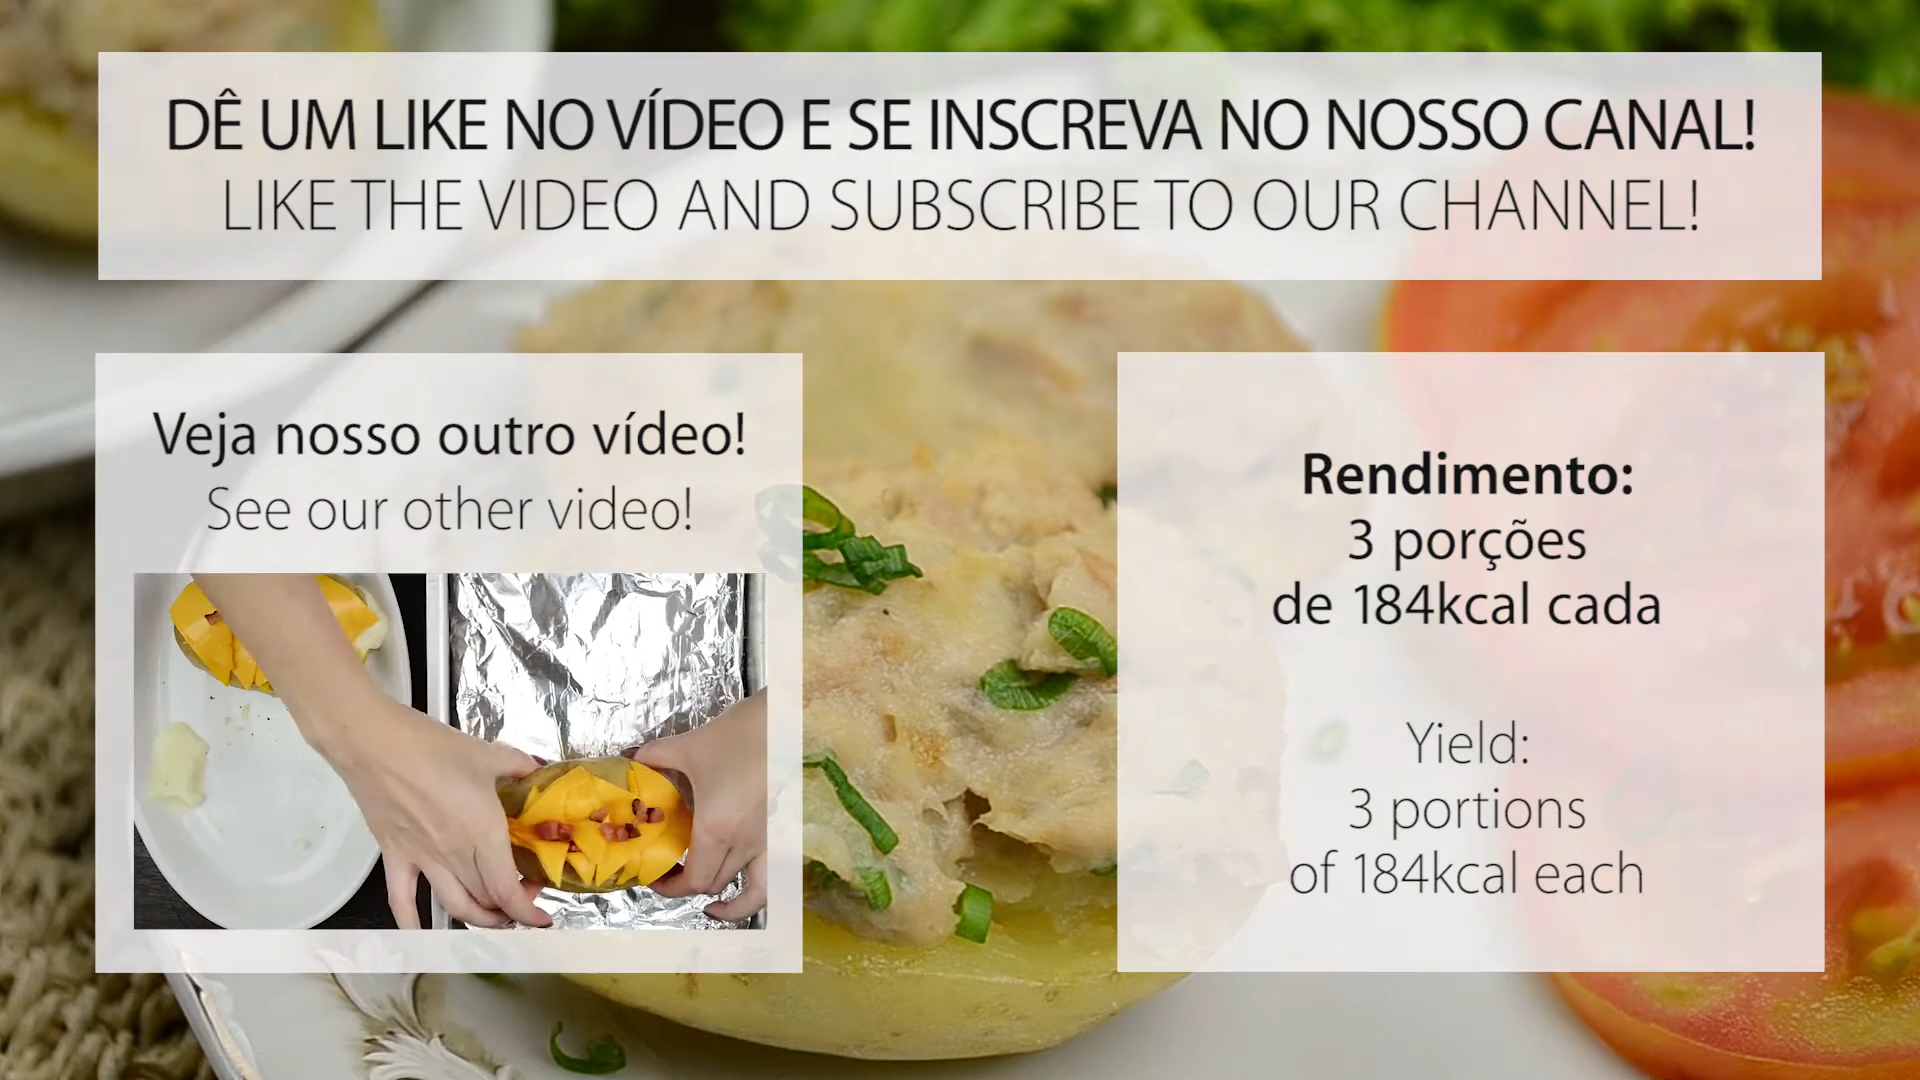 DÊ UM LIKE NO VÍDEO E SE INSCREVA NO NOSSO CANAL!
LIKE THE VIDEO AND SUBSCRIBE TO OUR CHANNEL!
Veja nosso outro vídeo!
See our other video!
Rendimento:
3 porções
de 184kcal cada
Yield:
3 portions
of 184kcal each